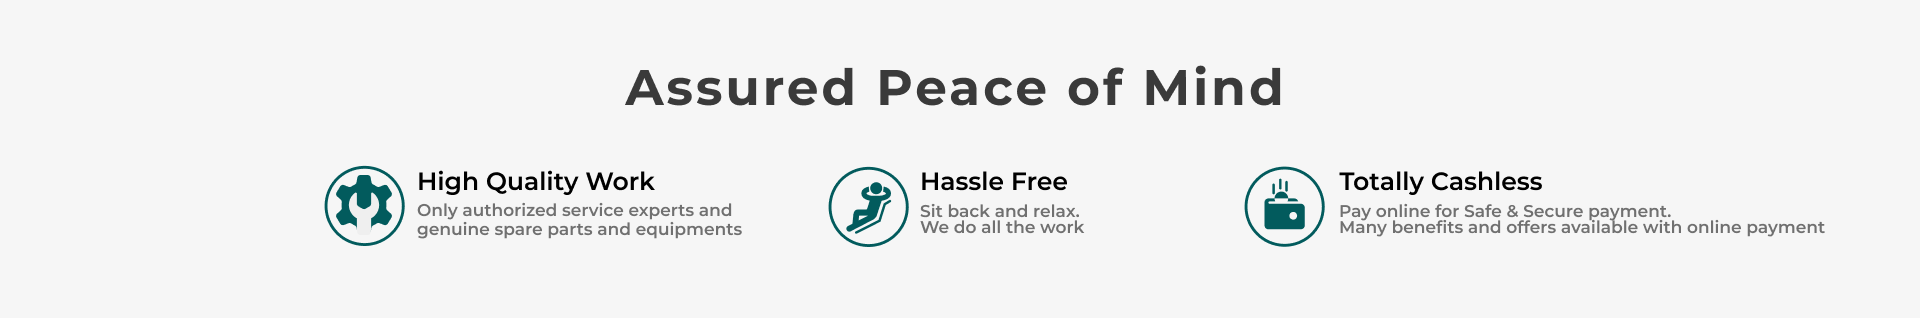 Assured Peace of Mind
High Quality Work
Only authorized service experts and
genuine spare parts and equipments
Hassle Free
Sit back and relax.
We do all the work
Totally Cashless
Pay online for Safe & Secure payment.
Many benefits and offers available with online payment